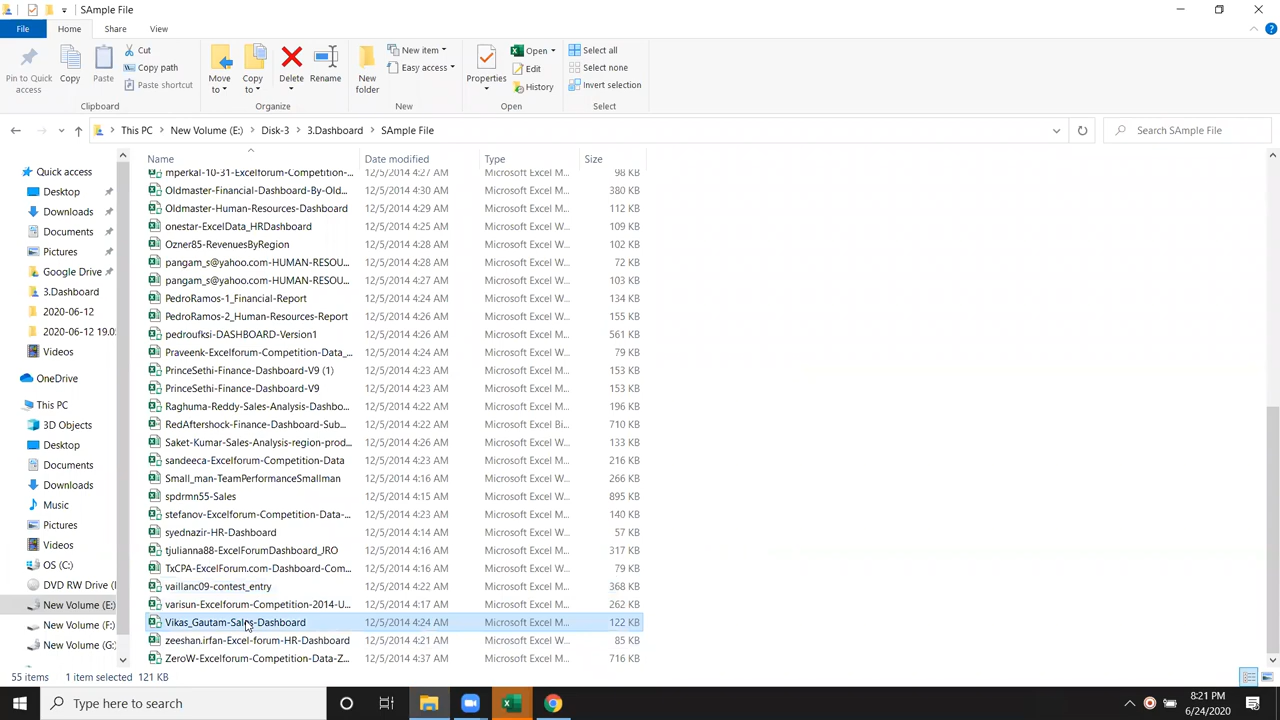 SAmple File
File Home Share View
Pin to Quick access
Copy
Paste
Cut
Copy path
Paste shortcut
Clipboard
Move to
Copy to
Delete
Rename
Organize
New folder
New item
Easy access
New
Properties
Open
Edit
History
Open
Select all
Select none
Invert selection
Select
This PC > New Volume (E:) > Disk-3 > 3.Dashboard > SAmple File
Search SAmple File
Quick access
Desktop
Downloads
Documents
Pictures
Google Drive
3.Dashboard
2020-06-12
2020-06-12 19.0
Videos
OneDrive
This PC
3D Objects
Desktop
Documents
Downloads
Music
Pictures
Videos
OS (C:)
DVD RW Drive (
New Volume (E:)
New Volume (F:)
New Volume (G:)
Name Date modified Type Size
mperkal-10-31-Excelforum-Competition-... 12/5/2014 4:27 AM Microsoft Excel M... 98 KB
Oldmaster-Financial-Dashboard-By-Old... 12/5/2014 4:30 AM Microsoft Excel M... 380 KB
Oldmaster-Human-Resources-Dashboard 12/5/2014 4:29 AM Microsoft Excel M... 112 KB
onestar-ExcelData_HRDashboard 12/5/2014 4:25 AM Microsoft Excel W... 109 KB
Ozner85-RevenuesByRegion 12/5/2014 4:28 AM Microsoft Excel W... 102 KB
pangam_s@yahoo.com-HUMAN-RESOU... 12/5/2014 4:28 AM Microsoft Excel W... 72 KB
pangam_s@yahoo.com-HUMAN-RESOU... 12/5/2014 4:27 AM Microsoft Excel W... 103 KB
PedroRamos-1_Financial-Report 12/5/2014 4:24 AM Microsoft Excel M... 134 KB
PedroRamos-2_Human-Resources-Report 12/5/2014 4:26 AM Microsoft Excel W... 155 KB
pedroufksi-DASHBOARD-Version1 12/5/2014 4:25 AM Microsoft Excel W... 561 KB
Praveenk-Excelforum-Competition-Data_... 12/5/2014 4:24 AM Microsoft Excel W... 79 KB
PrinceSethi-Finance-Dashboard-V9 (1) 12/5/2014 4:23 AM Microsoft Excel M... 153 KB
PrinceSethi-Finance-Dashboard-V9 12/5/2014 4:23 AM Microsoft Excel M... 153 KB
Raghuma-Reddy-Sales-Analysis-Dashbo... 12/5/2014 4:22 AM Microsoft Excel M... 196 KB
RedAftershock-Finance-Dashboard-Sub... 12/5/2014 4:22 AM Microsoft Excel Bi... 710 KB
Saket-Kumar-Sales-Analysis-region-prod... 12/5/2014 4:26 AM Microsoft Excel W... 133 KB
sandeeca-Excelforum-Competition-Data 12/5/2014 4:23 AM Microsoft Excel M... 216 KB
Small_man-TeamPerformanceSmallman 12/5/2014 4:16 AM Microsoft Excel M... 266 KB
spdrmn55-Sales 12/5/2014 4:15 AM Microsoft Excel W... 895 KB
stefanov-Excelforum-Competition-Data-... 12/5/2014 4:23 AM Microsoft Excel M... 140 KB
syednazir-HR-Dashboard 12/5/2014 4:14 AM Microsoft Excel W... 57 KB
tjulianna88-ExcelForumDashboard_JRO 12/5/2014 4:16 AM Microsoft Excel M... 317 KB
TxCPA-ExcelForum.com-Dashboard-Com... 12/5/2014 4:16 AM Microsoft Excel W... 79 KB
vaillanc09-contest_entry 12/5/2014 4:22 AM Microsoft Excel M... 368 KB
varisun-Excelforum-Competition-2014-U... 12/5/2014 4:17 AM Microsoft Excel M... 262 KB
Vikas_Gautam-Sales-Dashboard 12/5/2014 4:24 AM Microsoft Excel M... 122 KB
zeeshan.irfan-Excel-forum-HR-Dashboard 12/5/2014 4:21 AM Microsoft Excel W... 85 KB
ZeroW-Excelforum-Competition-Data-Z... 12/5/2014 4:37 AM Microsoft Excel M... 716 KB
55 items 1 item selected 121 KB
Type here to search
8:21 PM
6/24/2020